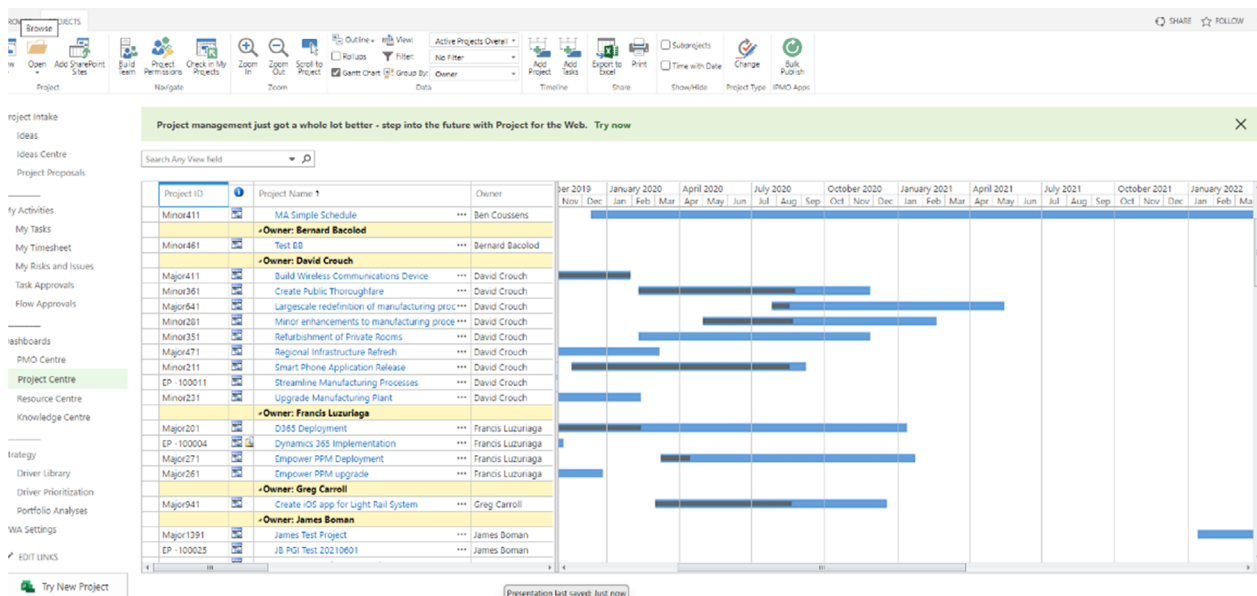 PROJECTS
SHARE FOLLOW
Browse
Open
Add SharePoint Sites
Build Team
Project Permissions
Check in My Projects
Zoom In
Zoom Out
Scroll to Project
Outline
Rollups
Gantt Chart
View:
Filter:
Group By:
Active Projects Overall
No Filter
Owner
Add Project
Add Tasks
Export to Excel
Print
Subprojects
Time with Date
Change
Bulk Publish
Project Navigate Zoom Data Timeline Share Show/Hide Project Type IPMO Apps
Project management just got a whole lot better - step into the future with Project for the Web. Try now
Search Any View field
roject Intake
Ideas
Ideas Centre
Project Proposals
My Activities
My Tasks
My Timesheet
My Risks and Issues
Task Approvals
Flow Approvals
ashboards
PMO Centre
Project Centre
Resource Centre
Knowledge Centre
trategy
Driver Library
Driver Prioritization
Portfolio Analyses
WA Settings
EDIT LINKS
Try New Project
Project ID Project Name Owner
Minor411 MA Simple Schedule ... Ben Coussens
Owner: Bernard Bacolod
Minor461 Test BB ... Bernard Bacolod
Owner: David Crouch
Major411 Build Wireless Communications Device ... David Crouch
Minor361 Create Public Thoroughfare ... David Crouch
Major641 Largescale redefinition of manufacturing proc ... David Crouch
Minor281 Minor enhancements to manufacturing proce ... David Crouch
Minor351 Refurbishment of Private Rooms ... David Crouch
Major471 Regional Infrastructure Refresh ... David Crouch
Minor211 Smart Phone Application Release ... David Crouch
EP -100011 Streamline Manufacturing Processes ... David Crouch
Minor231 Upgrade Manufacturing Plant ... David Crouch
Owner: Francis Luzuriaga
Major201 D365 Deployment ... Francis Luzuriaga
EP -100004 Dynamics 365 Implementation ... Francis Luzuriaga
Major271 Empower PPM Deployment ... Francis Luzuriaga
Major261 Empower PPM upgrade ... Francis Luzuriaga
Owner: Greg Carroll
Major941 Create iOS app for Light Rail System ... Greg Carroll
Owner: James Boman
Major1391 James Test Project ... James Boman
EP -100025 JB PGI Test 20210601 ... James Boman
ber 2019 January 2020 April 2020 July 2020 October 2020 January 2021 April 2021 July 2021 October 2021 January 2022
Nov Dec Jan Feb Mar Apr May Jun Jul Aug Sep Oct Nov Dec Jan Feb Mar Apr May Jun Jul Aug Sep Oct Nov Dec Jan Feb Ma
Presentation last saved: Just now